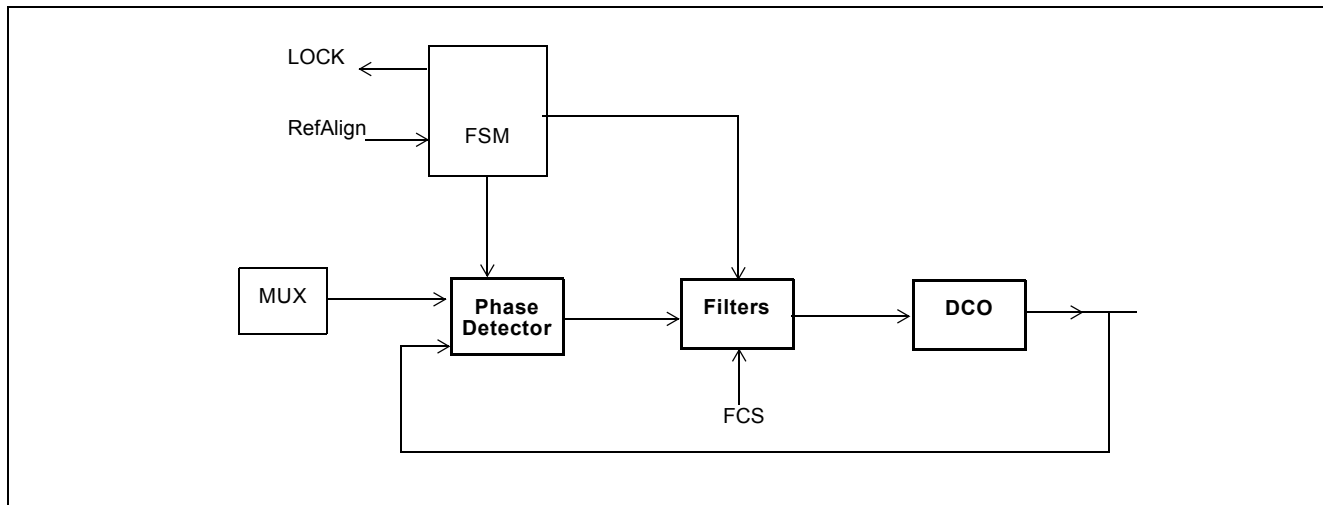 LOCK
RefAlign
FSM
MUX
Phase
Detector
Filters
DCO
FCS